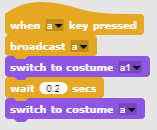 when a key pressed
broadcast a
switch to costume a1
wait 0.2 secs
switch to costume a